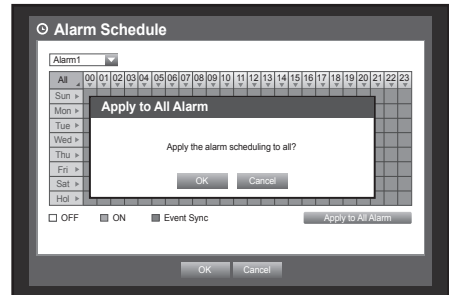 Alarm Schedule
Alarm1
All 00 01 02 03 04 05 06 07 08 09 10 11 12 13 14 15 16 17 18 19 20 21 22 23
Sun
Mon
Tue
Wed
Thu
Fri
Sat
Hol
Apply to All Alarm
Apply the alarm scheduling to all?
OK Cancel
OFF ON Event Sync Apply to All Alarm
OK Cancel